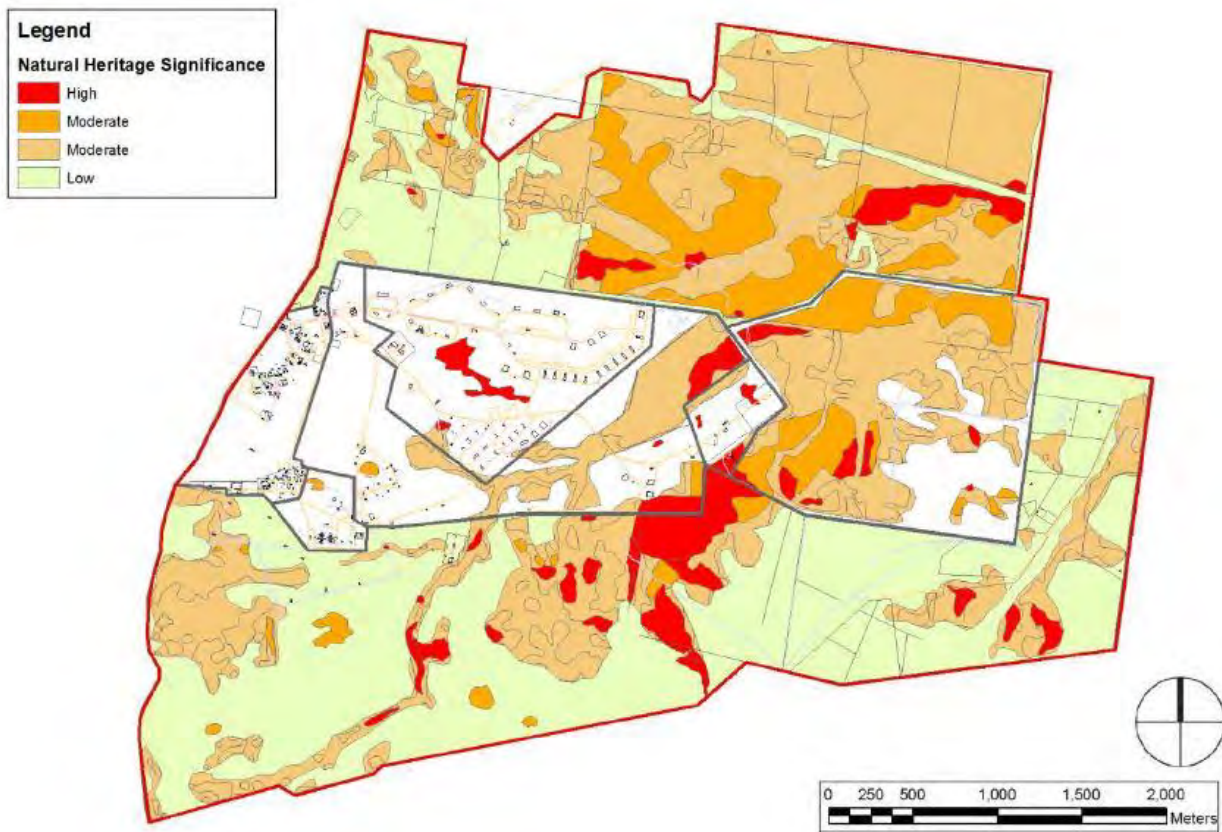 Legend
Natural Heritage Significance
High
Moderate
Moderate
Low
0 250 500 1,000 1,500 2,000
Meters